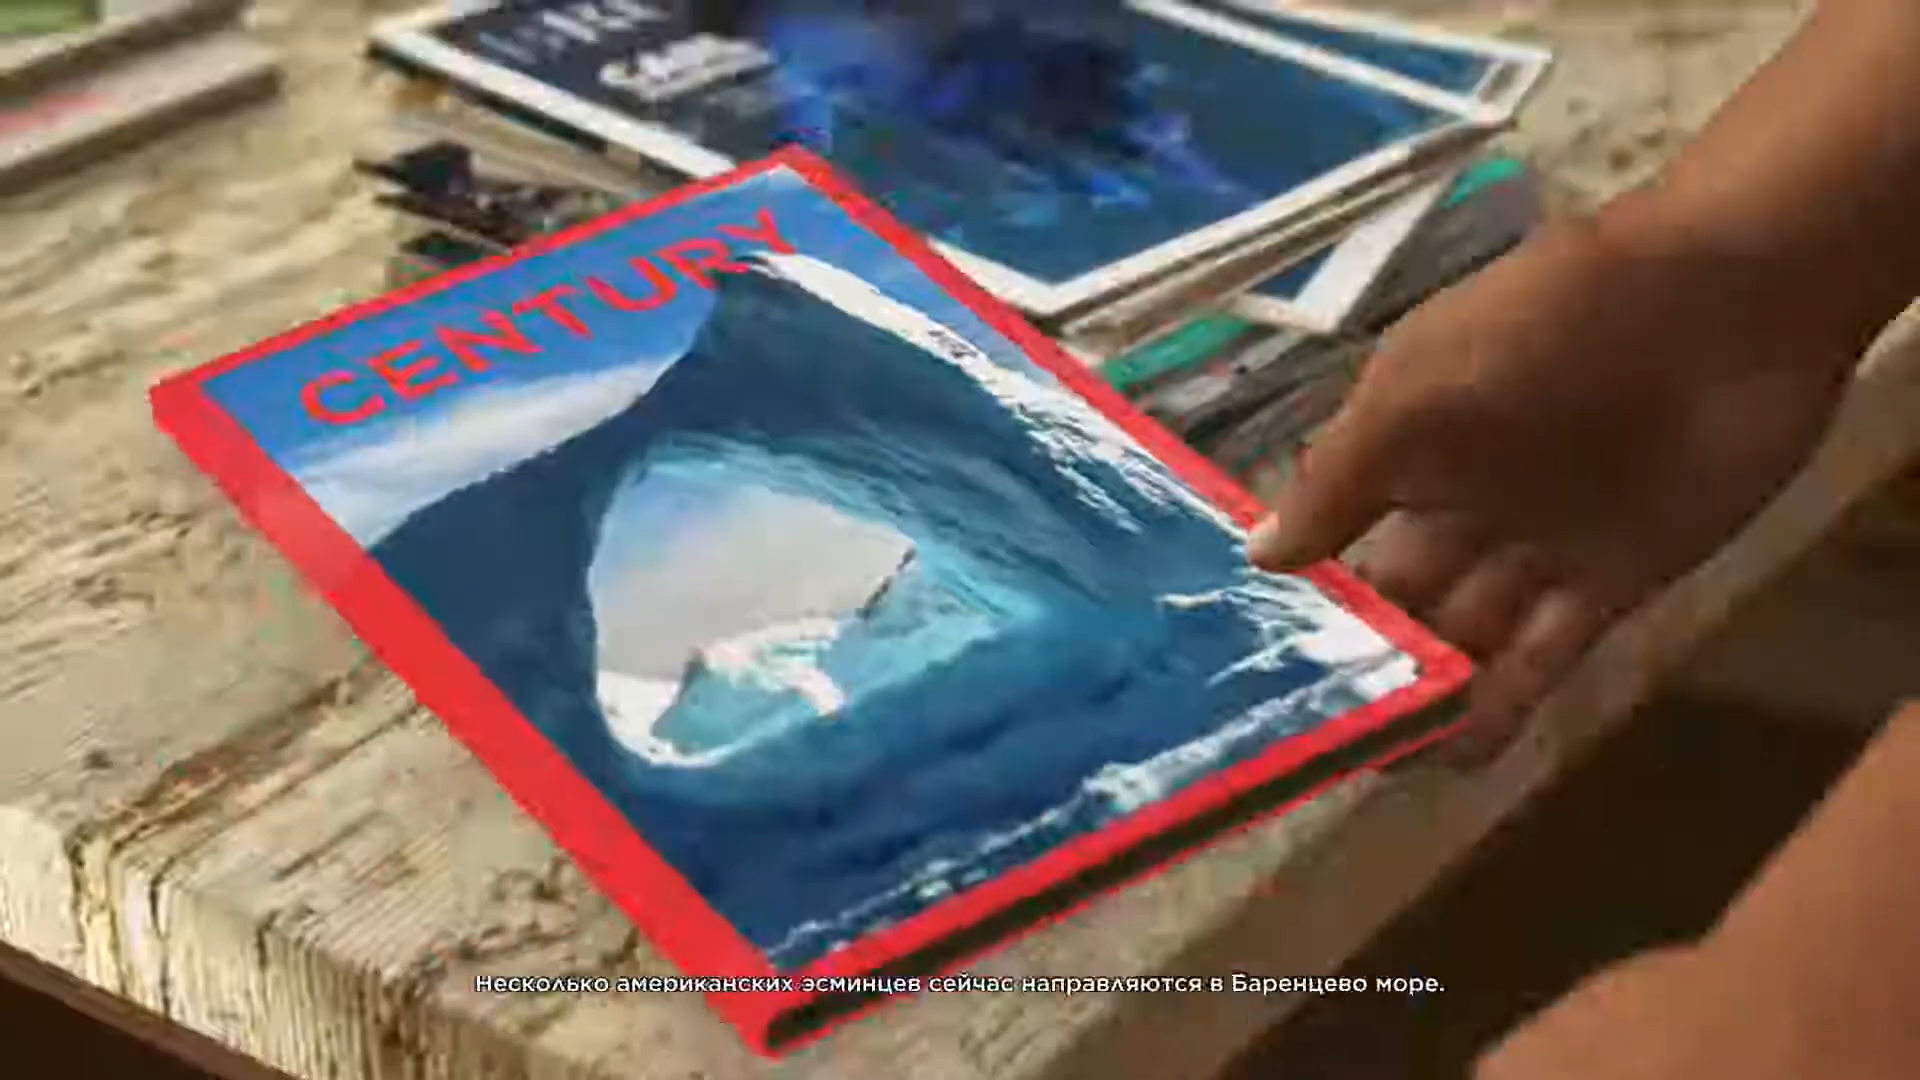 CENTURY
Несколько американских эсминцев сейчас направляются в Баренцево море.